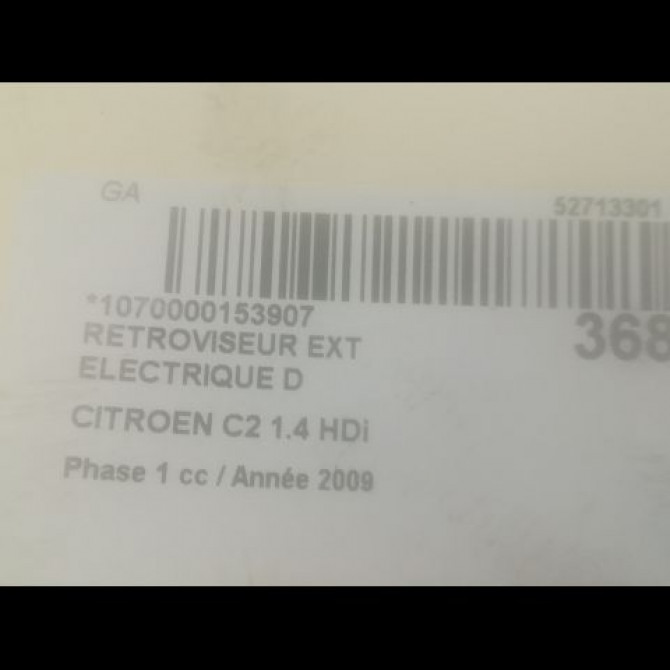 GA
52713301
*1070000153907
368
RETROVISEUR EXT
ELECTRIQUE D
CITROEN C2 1.4 HDi
Phase 1 cc / Année 2009